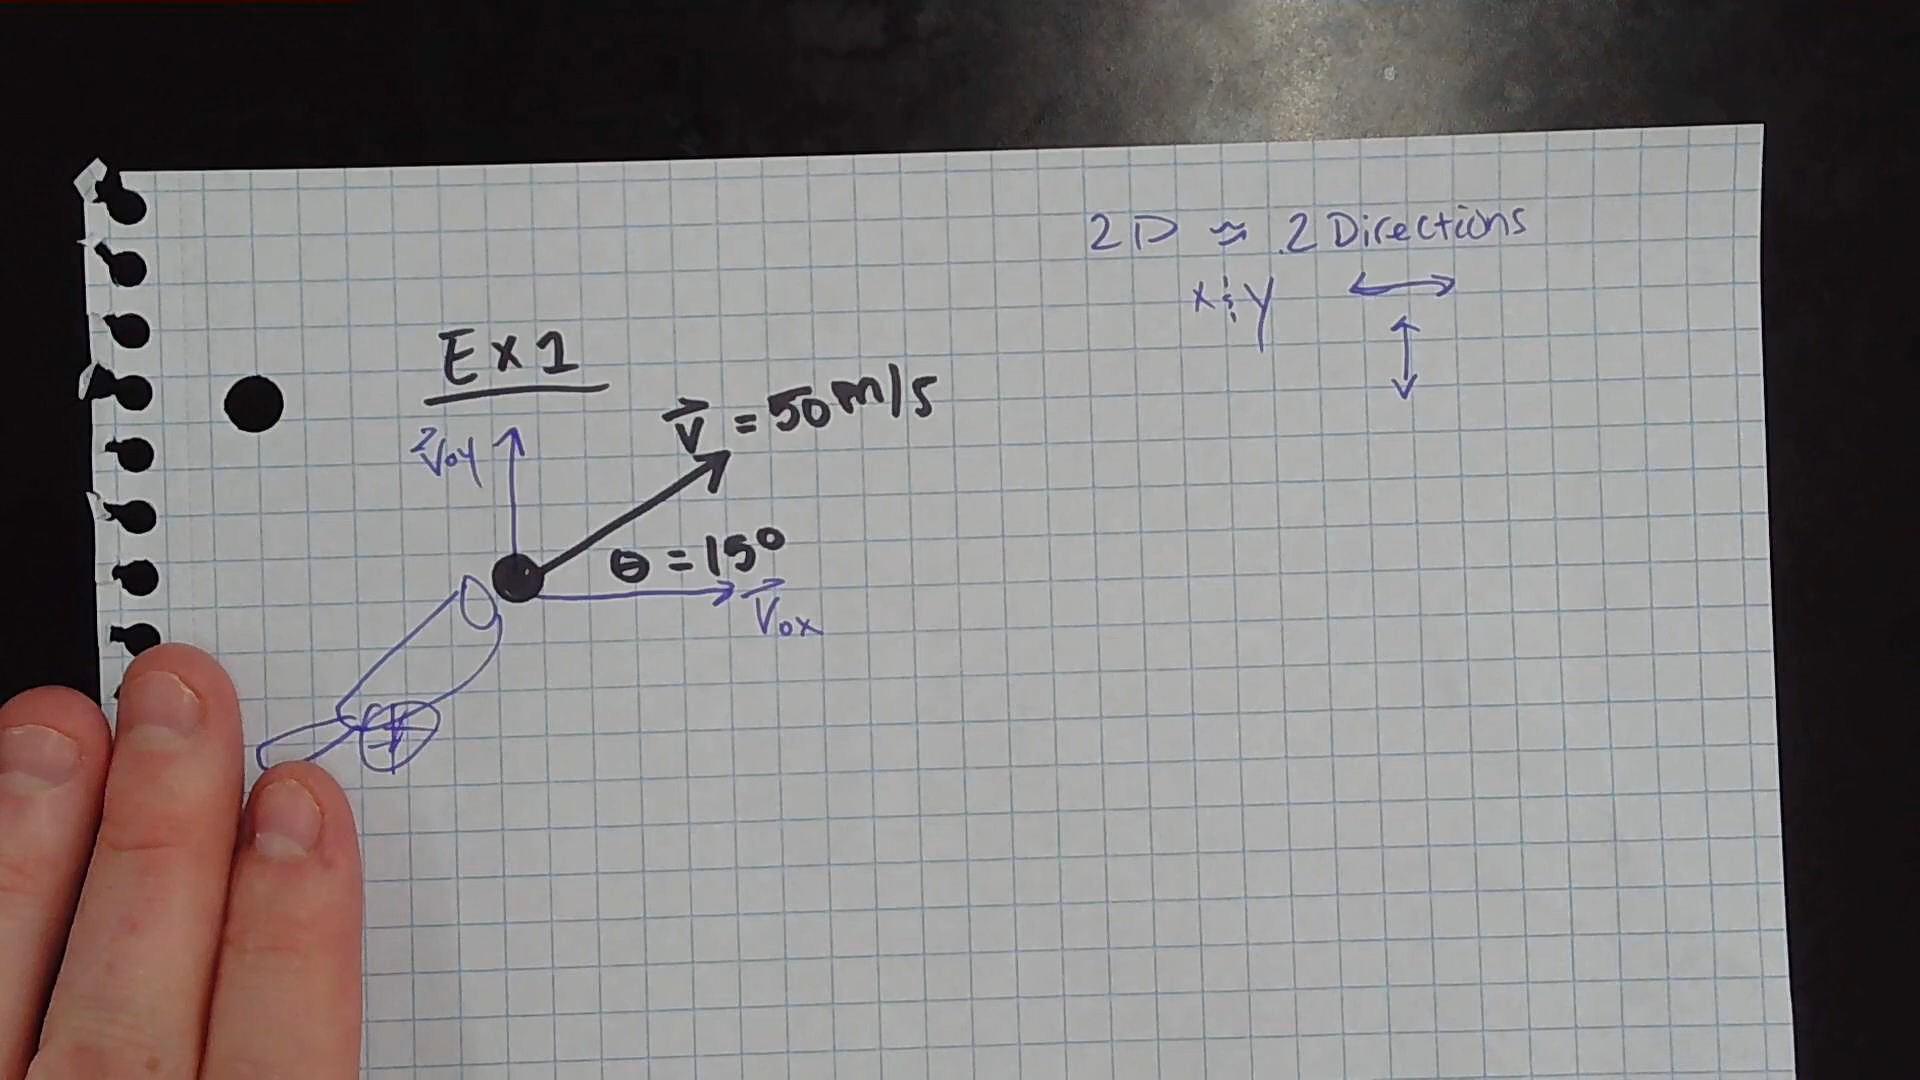 2D ≈ 2 Directions
x & y
Ex 1
V⃗ = 50 m/s
V⃗oy
θ = 15°
V⃗ox